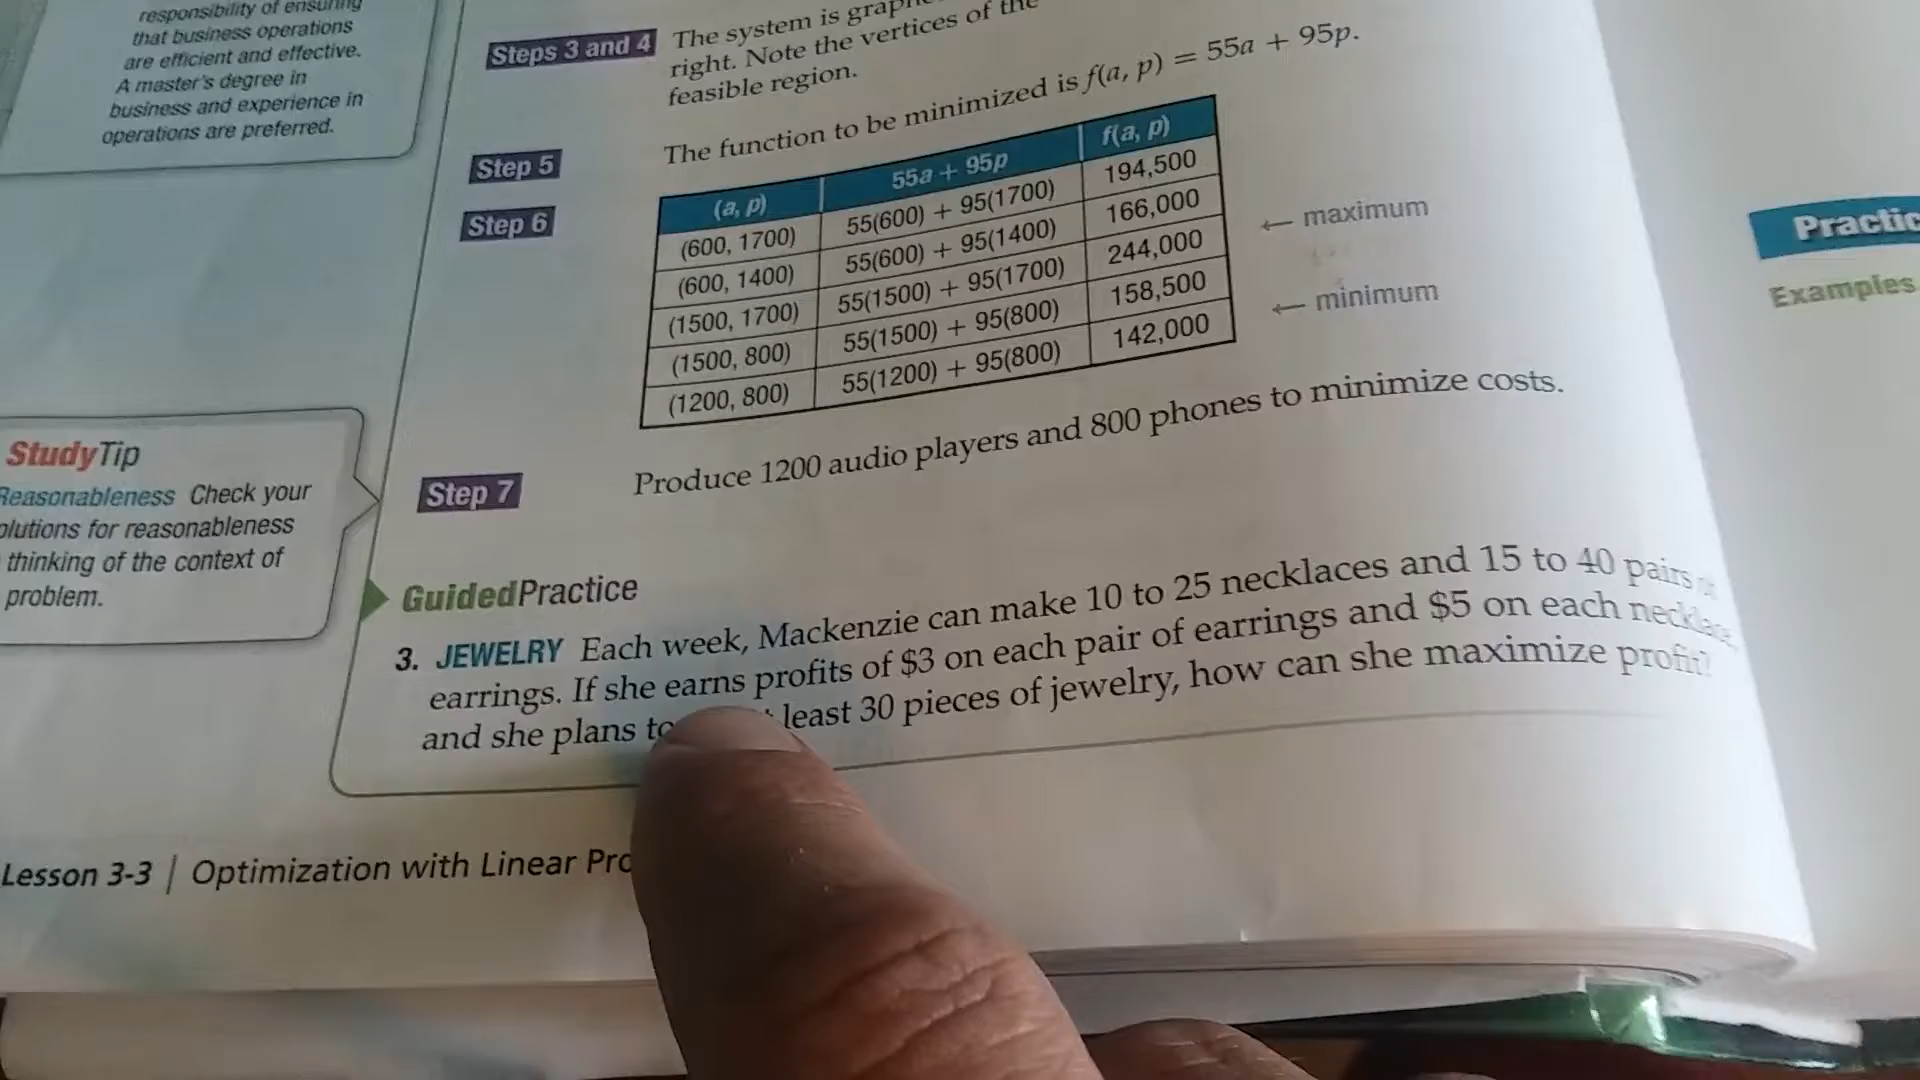 responsibility of ensuring
that business operations
are efficient and effective.
A master's degree in
business and experience in
operations are preferred.
Steps 3 and 4 The system is
right. Note the vertices of the
feasible region.
Step 5 The function to be minimized is f(a, p) = 55a + 95p.
Step 6
(a, p) 55a + 95p f(a, p)
(600, 1700) 55(600) + 95(1700) 194,500
(600, 1400) 55(600) + 95(1400) 166,000
(1500, 1700) 55(1500) + 95(1700) 244,000 ← maximum
(1500, 800) 55(1500) + 95(800) 158,500
(1200, 800) 55(1200) + 95(800) 142,000 ← minimum
Step 7 Produce 1200 audio players and 800 phones to minimize costs.
StudyTip
Reasonableness Check your
thinking of the context of
problem.
GuidedPractice
3. JEWELRY Each week, Mackenzie can make 10 to 25 necklaces and 15 to 40 pairs of
earrings. If she earns profits of $3 on each pair of earrings and $5 on each necklace,
and she plans to least 30 pieces of jewelry, how can she maximize profit?
Lesson 3-3 | Optimization with Linear
Examples